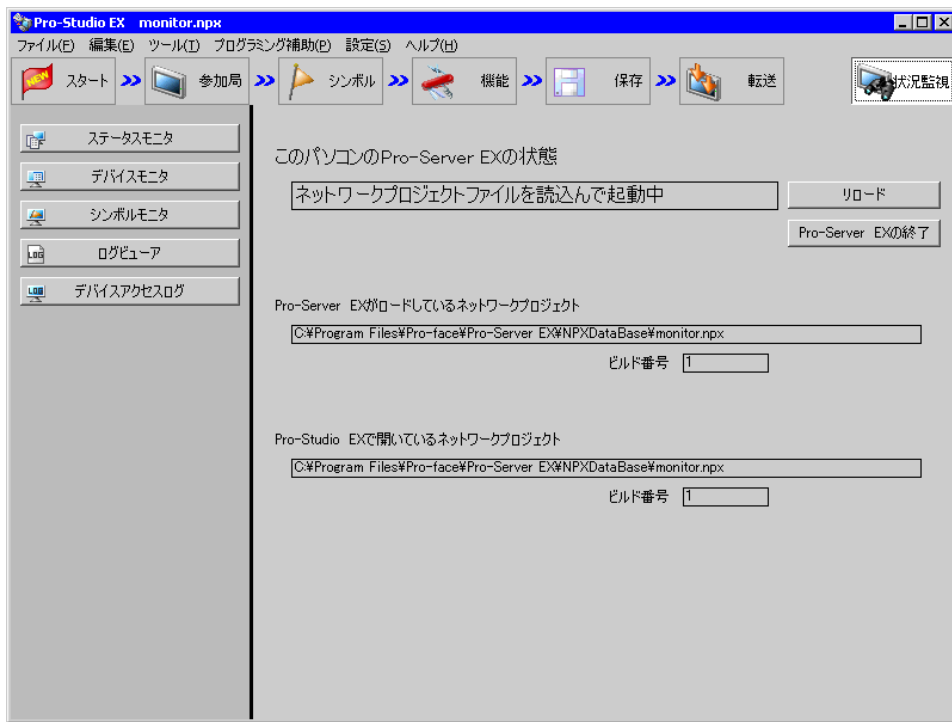 Pro-Studio EX monitor.npx
ファイル(F) 編集(E) ツール(T) プログラミング補助(P) 設定(S) ヘルプ(H)
NEW スタート 参加局 シンボル 機能 保存 転送 状況監視
ステータスモニタ
デバイスモニタ
シンボルモニタ
LOG ログビューア
LOG デバイスアクセスログ
このパソコンのPro-Server EXの状態
ネットワークプロジェクトファイルを読込んで起動中
リロード
Pro-Server EXの終了
Pro-Server EXがロードしているネットワークプロジェクト
C:¥Program Files¥Pro-face¥Pro-Server EX¥NPXDataBase¥monitor.npx
ビルド番号 1
Pro-Studio EXで開いているネットワークプロジェクト
C:¥Program Files¥Pro-face¥Pro-Server EX¥NPXDataBase¥monitor.npx
ビルド番号 1